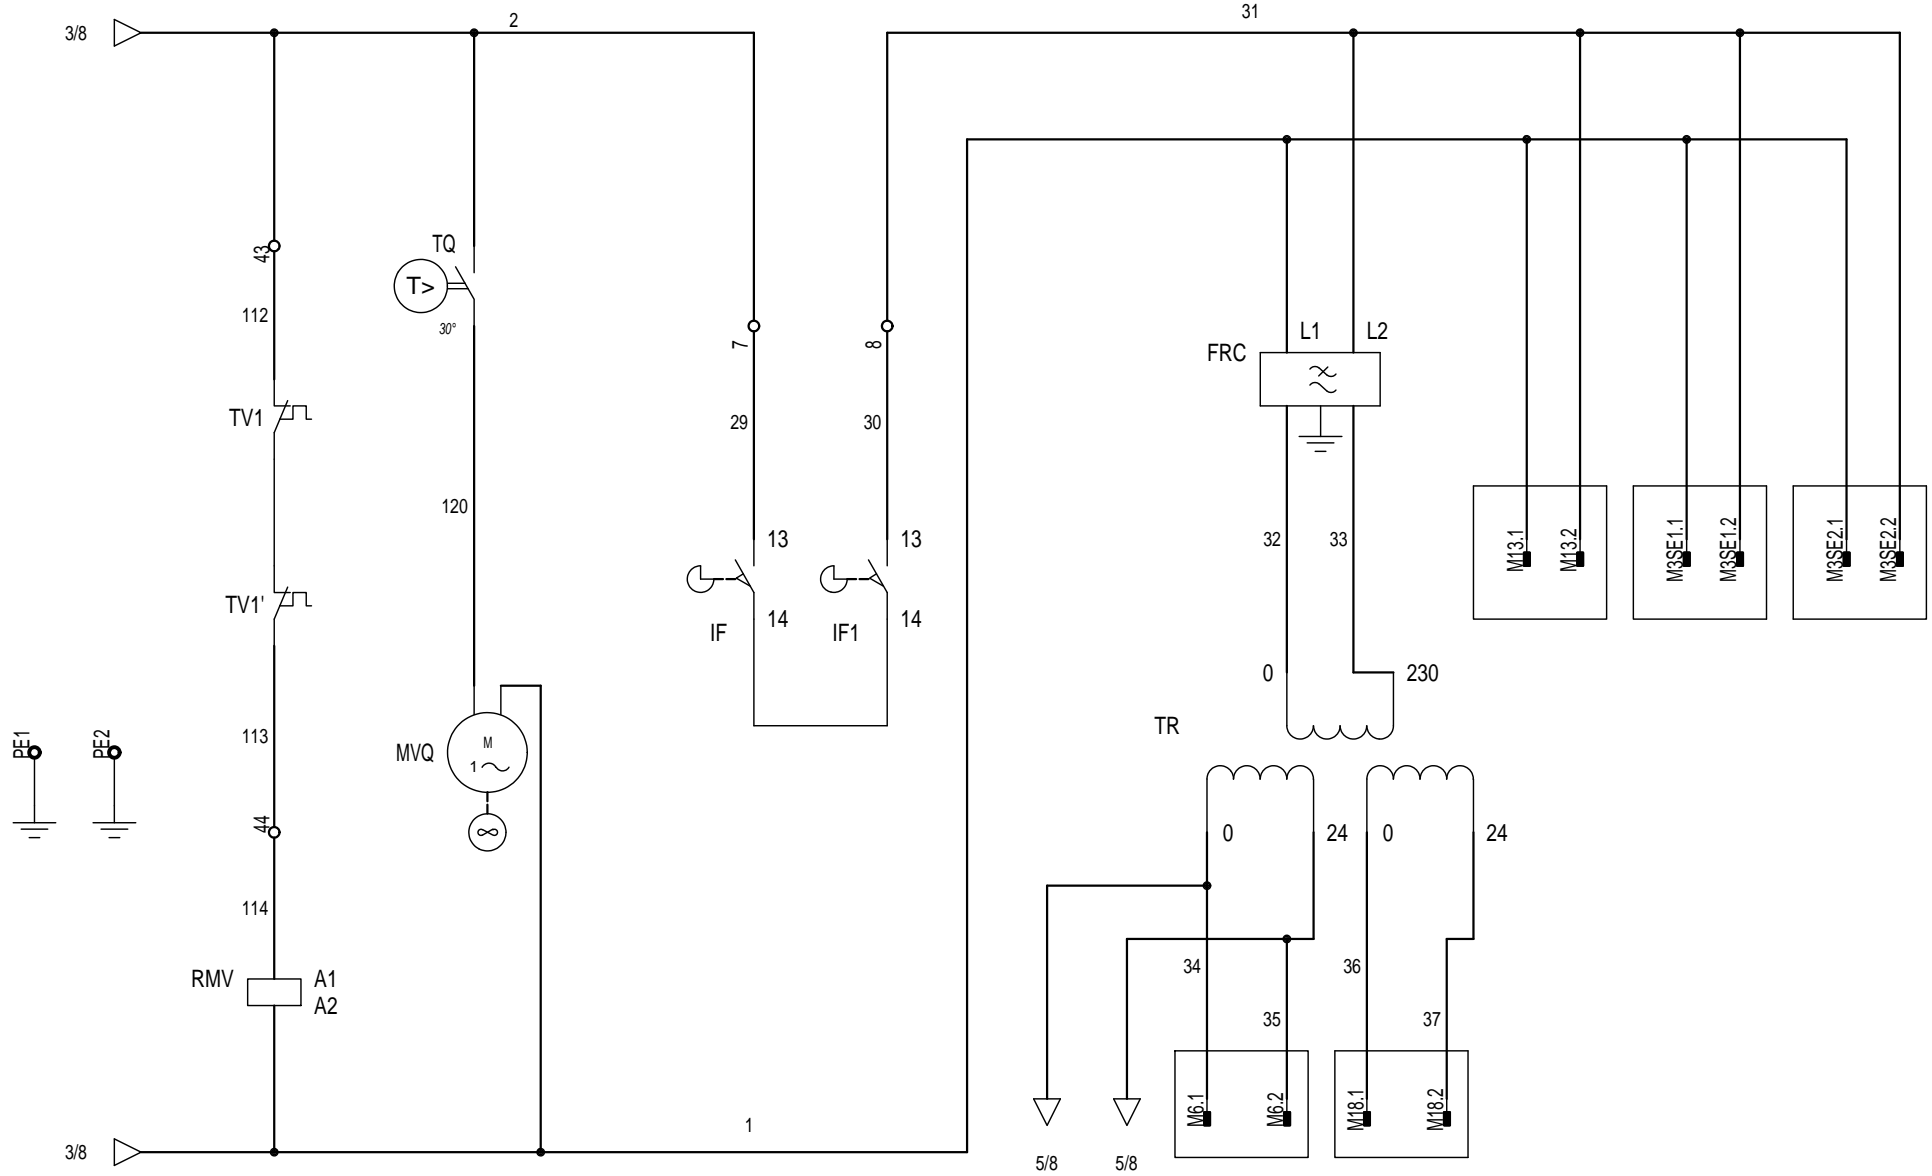 3/8
2
31
43
TQ
T>
30°
112
7
8
L1
L2
FRC
TV1
29
30
120
13
13
32
33
M13.1
M13.2
M3SE1.1
M3SE1.2
M3SE2.1
M3SE2.2
TV1'
14
14
IF
IF1
0
230
TR
PE1
PE2
113
MVQ
M
1
44
0
24
0
24
114
34
36
RMV
A1
A2
35
37
M6.1
M6.2
M18.1
M18.2
1
3/8
5/8
5/8